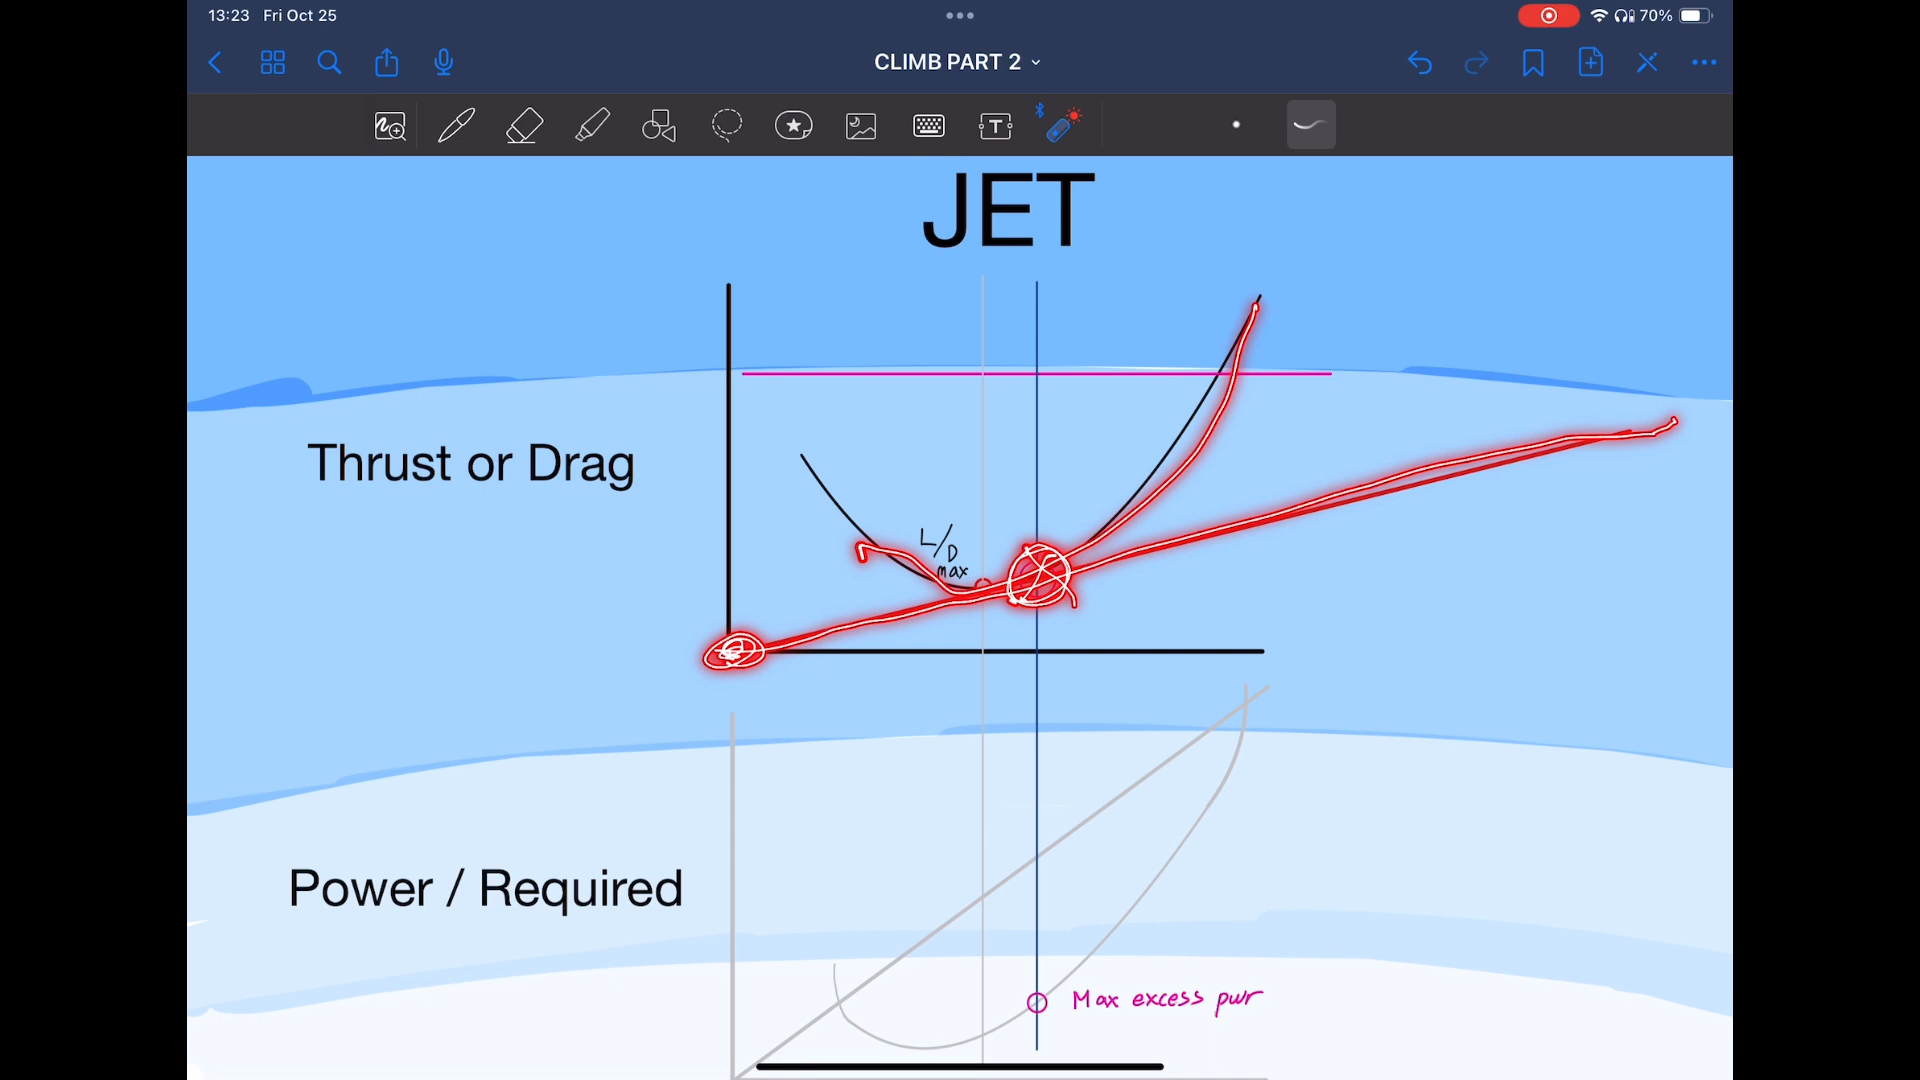 13:23 Fri Oct 25
70%
CLIMB PART 2
T
JET
Thrust or Drag
L/D
max
Power / Required
Max excess pwr